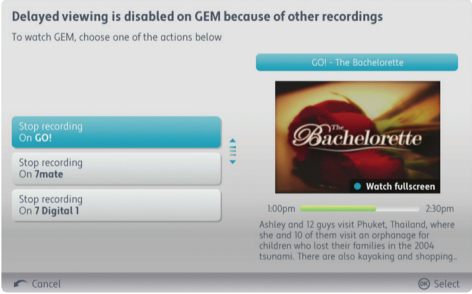 Delayed viewing is disabled on GEM because of other recordings
To watch GEM, choose one of the actions below
GO! - The Bachelorette
Stop recording
On GO!
Stop recording
On 7mate
Stop recording
On 7 Digital 1
The
Bachelorette
Watch fullscreen
1:00pm 2:30pm
Ashley and 12 guys visit Phuket, Thailand, where
she and 10 of them visit an orphanage for
children who lost their families in the 2004
tsunami. There are also kayaking and shopping..
Cancel
OK Select